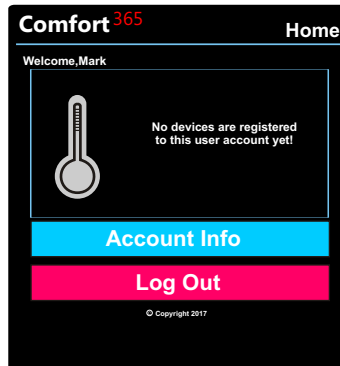 Comfort 365
Home
Welcome,Mark
No devices are registered
to this user account yet!
Account Info
Log Out
© Copyright 2017